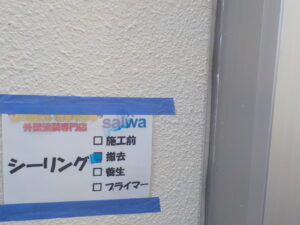 外壁塗装専門店
saiwa
□ 施工前
シーリング ■ 撤去
□ 養生
□ プライマー